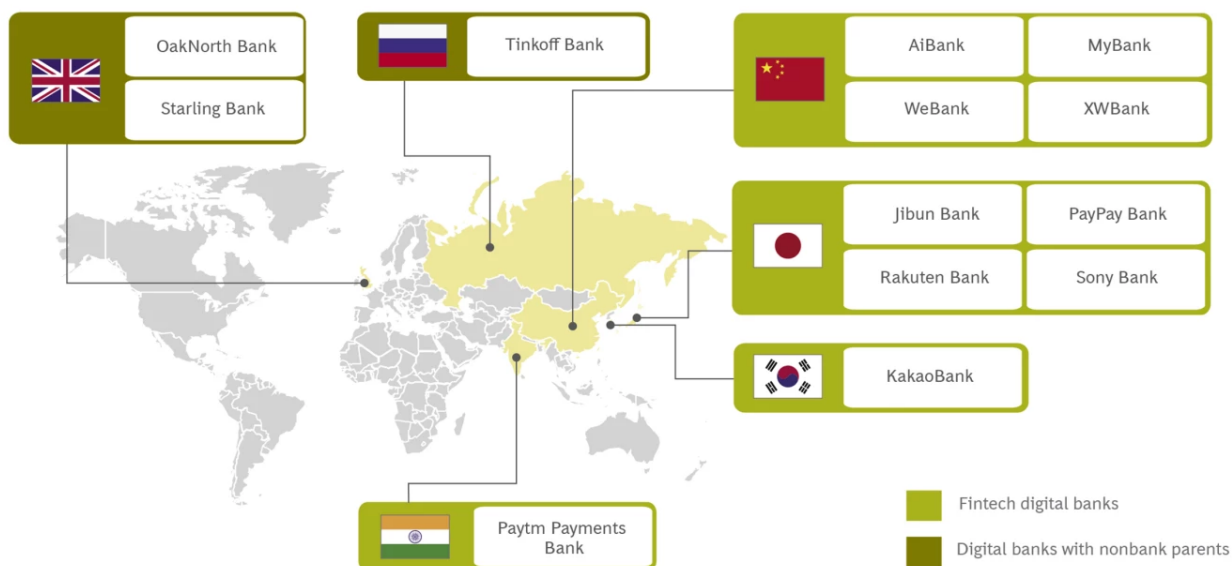 OakNorth Bank
Starling Bank
Tinkoff Bank
AiBank
MyBank
WeBank
XWBank
Jibun Bank
PayPay Bank
Rakuten Bank
Sony Bank
KakaoBank
Paytm Payments
Bank
Fintech digital banks
Digital banks with nonbank parents